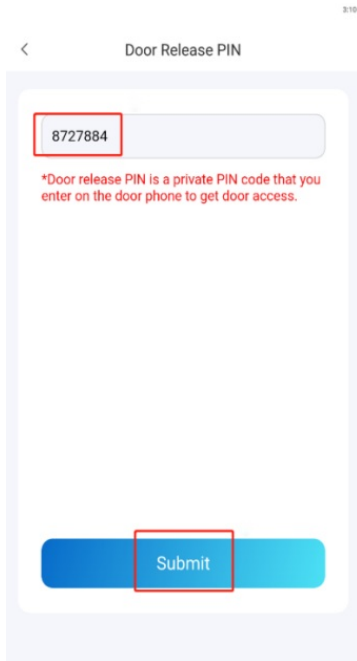 3:10
Door Release PIN
8727884
*Door release PIN is a private PIN code that you
enter on the door phone to get door access.
Submit